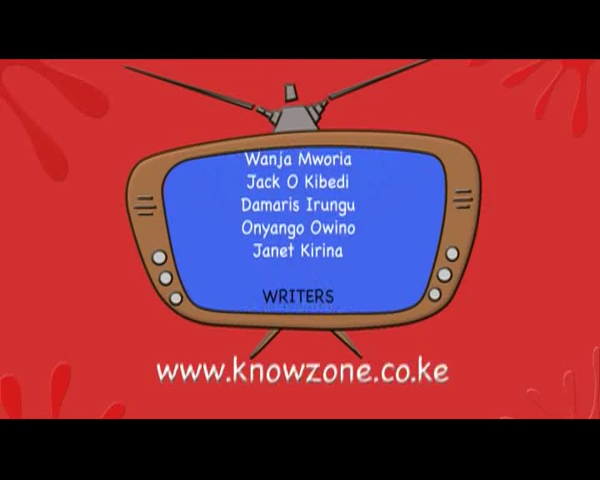 Wanja Mworia
Jack O Kibedi
Damaris Irungu
Onyango Owino
Janet Kirina
WRITERS
www.knowzone.co.ke